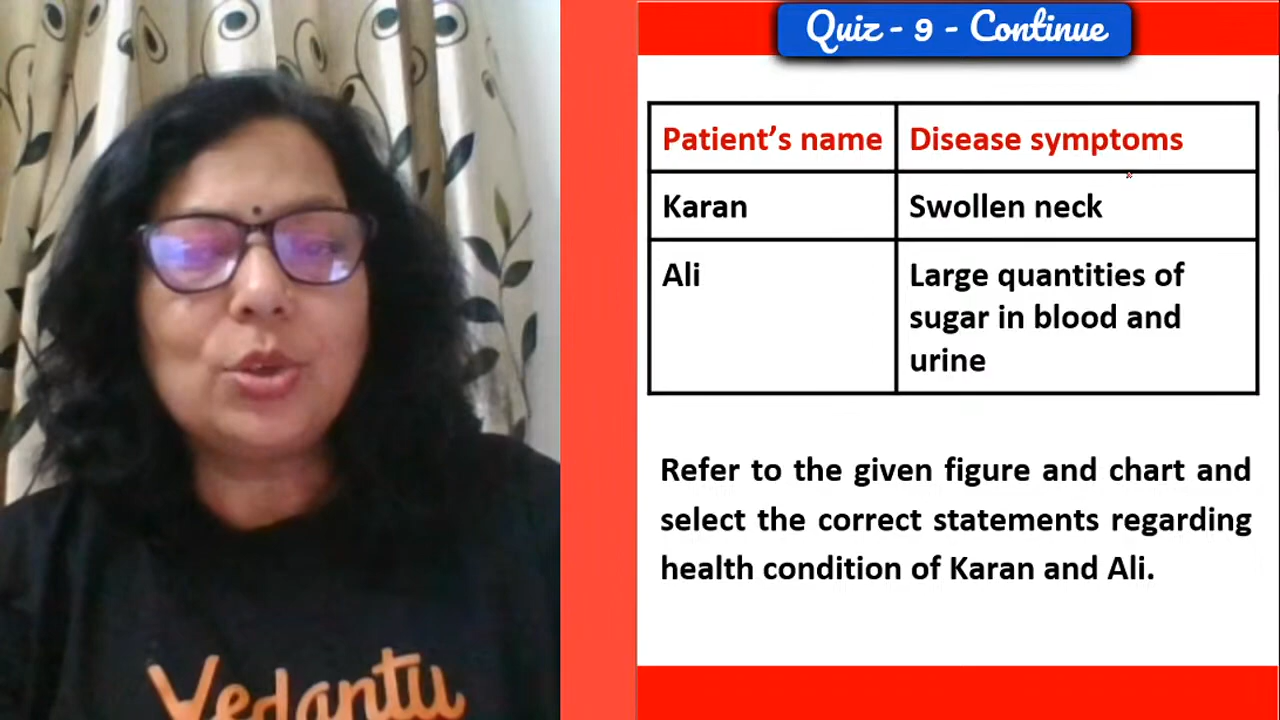 Quiz - 9 - Continue
Patient's name Disease symptoms
Karan Swollen neck
Ali Large quantities of
sugar in blood and
urine
Refer to the given figure and chart and
select the correct statements regarding
health condition of Karan and Ali.
Vedantu